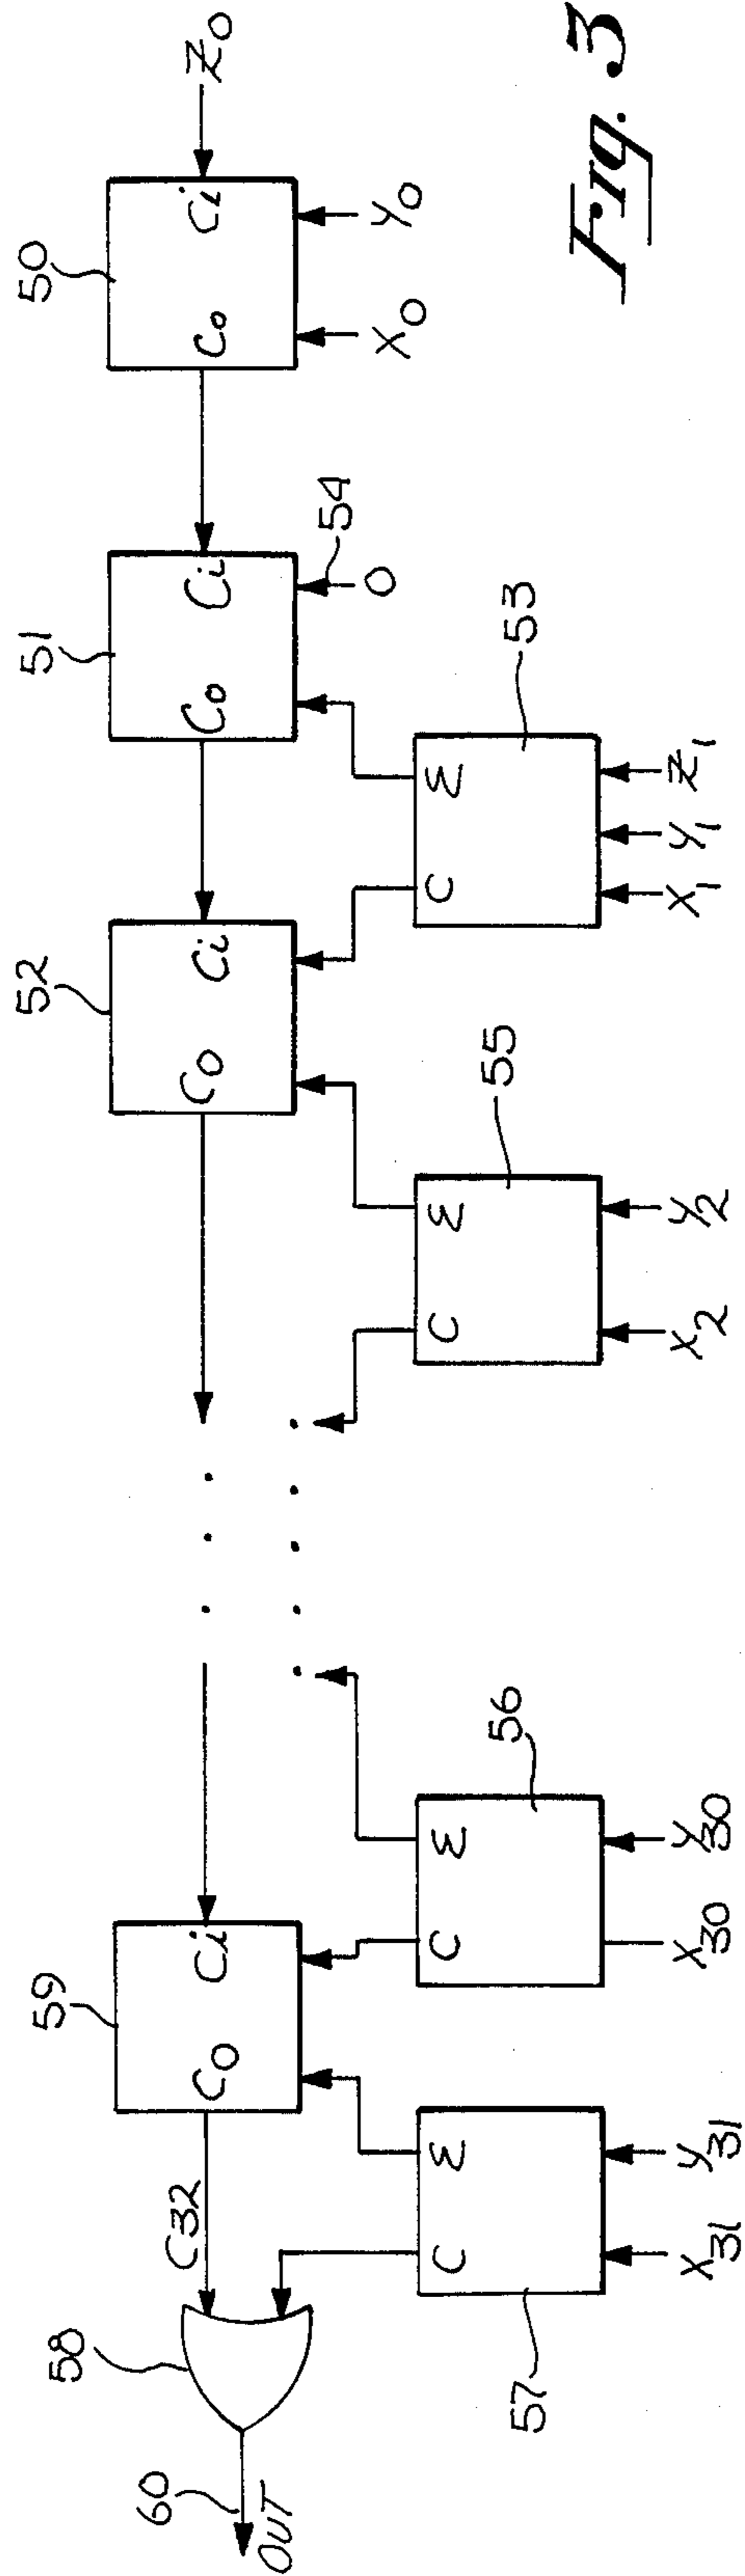 58 59 52 51 50
60 C32 Co Ci Co Ci Co Ci Co Ci Z0
OUT 54
0 X0 Y0
C Σ C Σ C Σ C Σ
57 56 55 53
X31 Y31 X30 Y30 X2 Y2 X1 Y1 Z1
Fig. 3